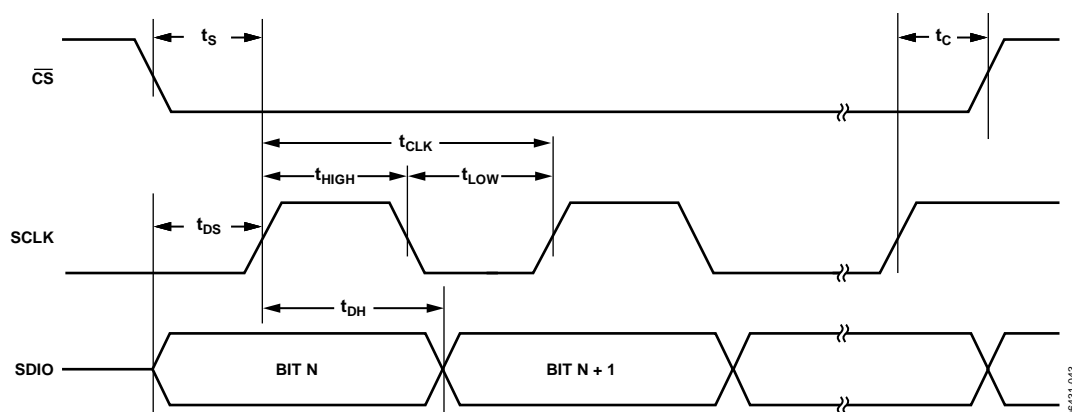 tS
tC
CS
tCLK
tHIGH
tLOW
tDS
SCLK
tDH
SDIO
BIT N
BIT N + 1